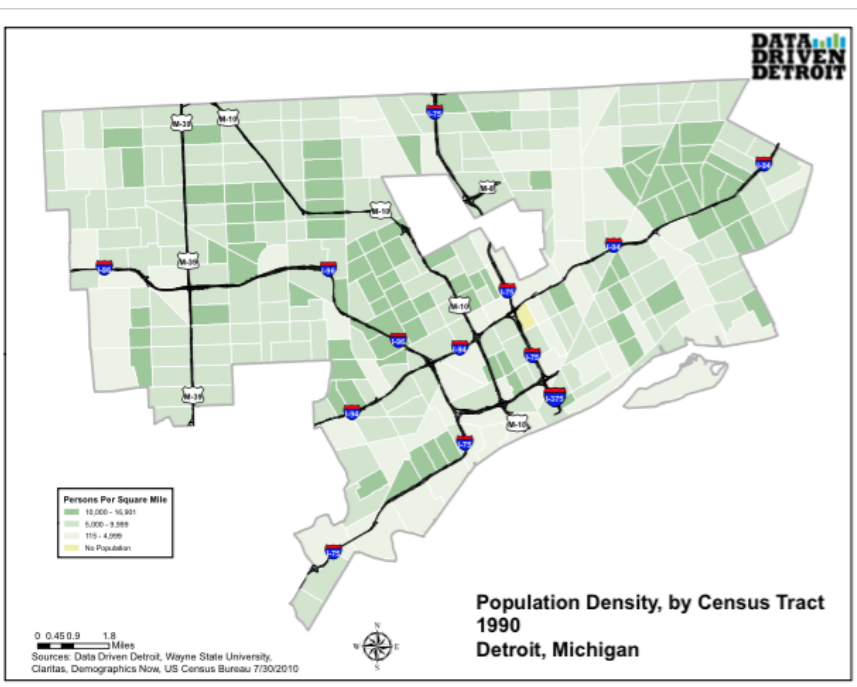 DATA
DRIVEN
DETROIT
M-39
M-10
I-75
I-94
M-8
M-10
I-94
M-39
I-96
I-96
I-75
M-10
I-96
I-94
I-75
M-39
I-375
I-94
M-10
I-75
I-75
Persons Per Square Mile
10,000 - 16,901
5,000 - 9,999
115 - 4,999
No Population
Population Density, by Census Tract
1990
Detroit, Michigan
0 0.45 0.9 1.8
Miles
N
W E
S
Sources: Data Driven Detroit, Wayne State University,
Claritas, Demographics Now, US Census Bureau 7/30/2010